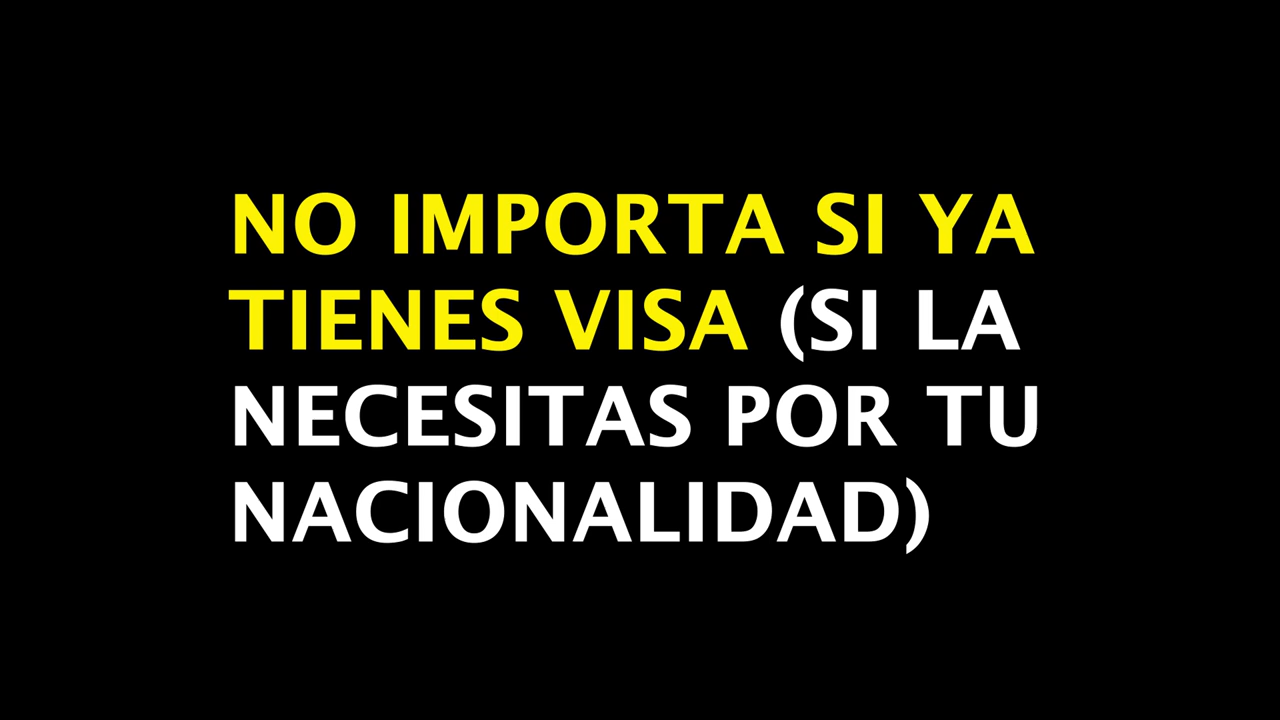 NO IMPORTA SI YA
TIENES VISA (SI LA
NECESITAS POR TU
NACIONALIDAD)